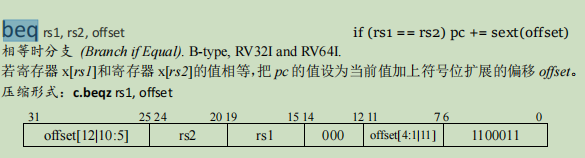 beq rs1, rs2, offset if (rs1 == rs2) pc += sext(offset)
相等时分支 (Branch if Equal). B-type, RV32I and RV64I.
若寄存器 x[rs1]和寄存器 x[rs2]的值相等，把 pc 的值设为当前值加上符号位扩展的偏移 offset。
压缩形式：c.beqz rs1, offset
31 25 24 20 19 15 14 12 11 7 6 0
offset[12|10:5] rs2 rs1 000 offset[4:1|11] 1100011